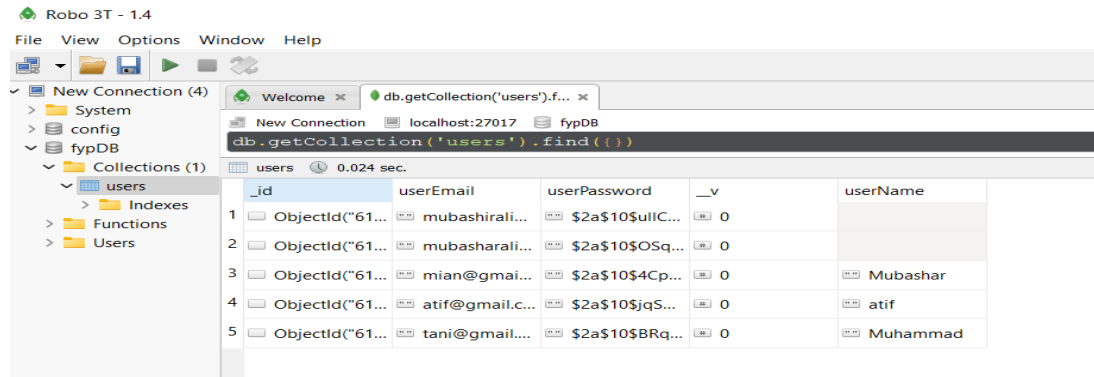 Robo 3T - 1.4
File View Options Window Help
New Connection (4)
System
config
fypDB
Collections (1)
users
Indexes
Functions
Users
Welcome
db.getCollection('users').f...
New Connection localhost:27017 fypDB
db.getCollection('users').find({})
users 0.024 sec.
_id userEmail userPassword __v userName
1 ObjectId("61... mubashirali... $2a$10$ullC... 0
2 ObjectId("61... mubasharali... $2a$10$OSq... 0
3 ObjectId("61... mian@gmai... $2a$10$4Cp... 0 Mubashar
4 ObjectId("61... atif@gmail.c... $2a$10$jqS... 0 atif
5 ObjectId("61... tani@gmail.... $2a$10$BRq... 0 Muhammad